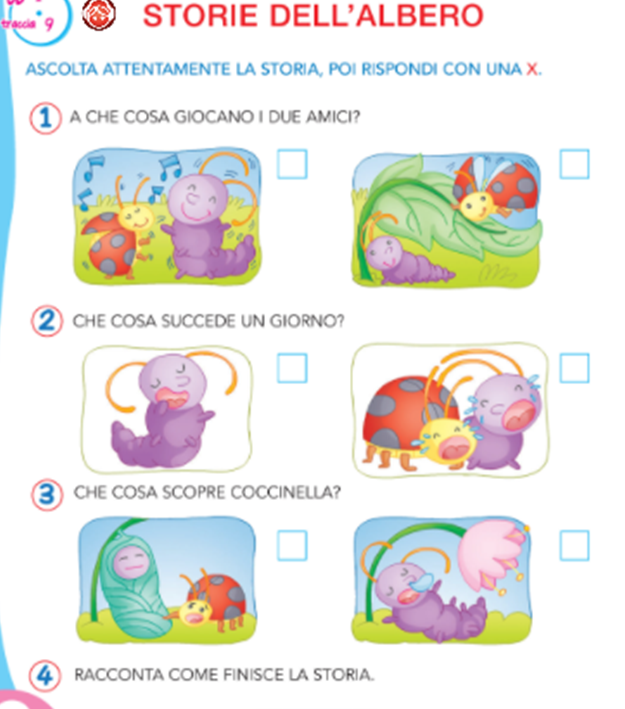 traccia 9
STORIE DELL'ALBERO
ASCOLTA ATTENTAMENTE LA STORIA, POI RISPONDI CON UNA X.
1 A CHE COSA GIOCANO I DUE AMICI?
2 CHE COSA SUCCEDE UN GIORNO?
3 CHE COSA SCOPRE COCCINELLA?
4 RACCONTA COME FINISCE LA STORIA.